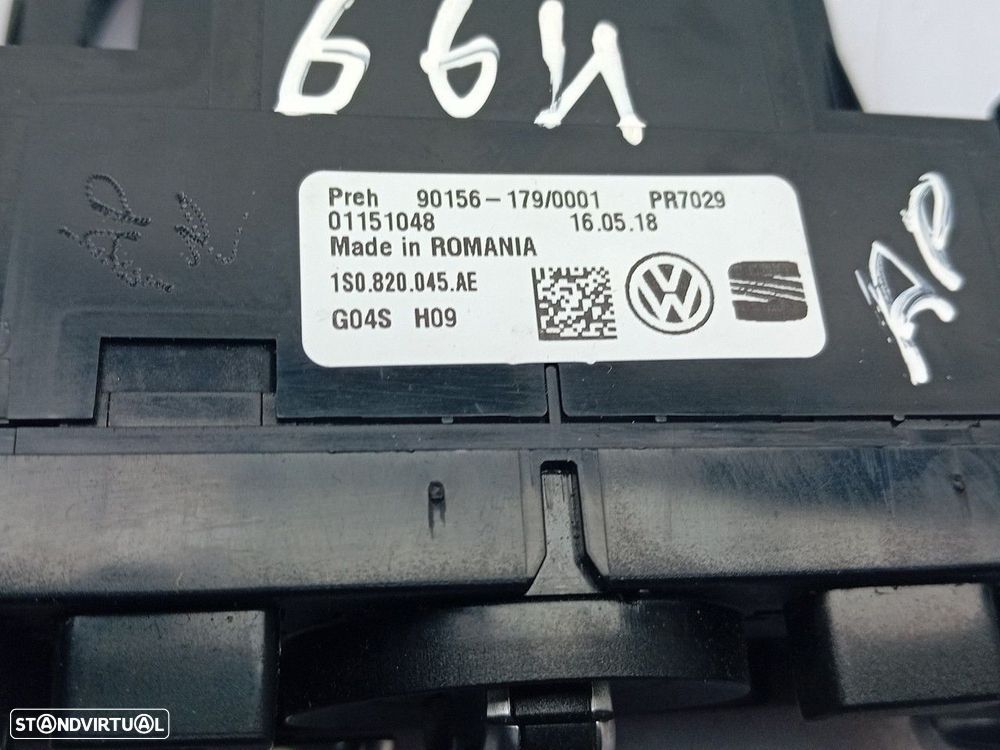 Preh 90156-179/0001 PR7029
01151048 16.05.18
Made in ROMANIA
1S0.820.045.AE
G04S H09
STANDVIRTUAL